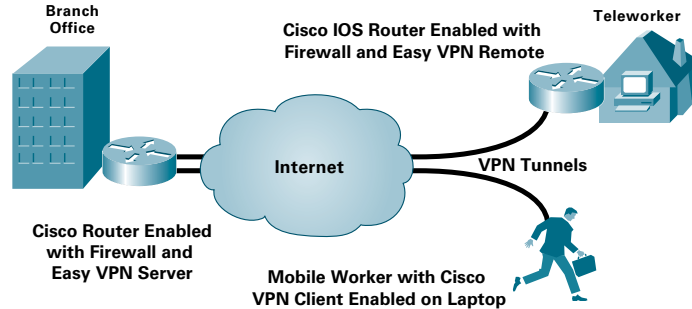 Branch
Office
Cisco IOS Router Enabled with
Firewall and Easy VPN Remote
Teleworker
Internet
VPN Tunnels
Cisco Router Enabled
with Firewall and
Easy VPN Server
Mobile Worker with Cisco
VPN Client Enabled on Laptop